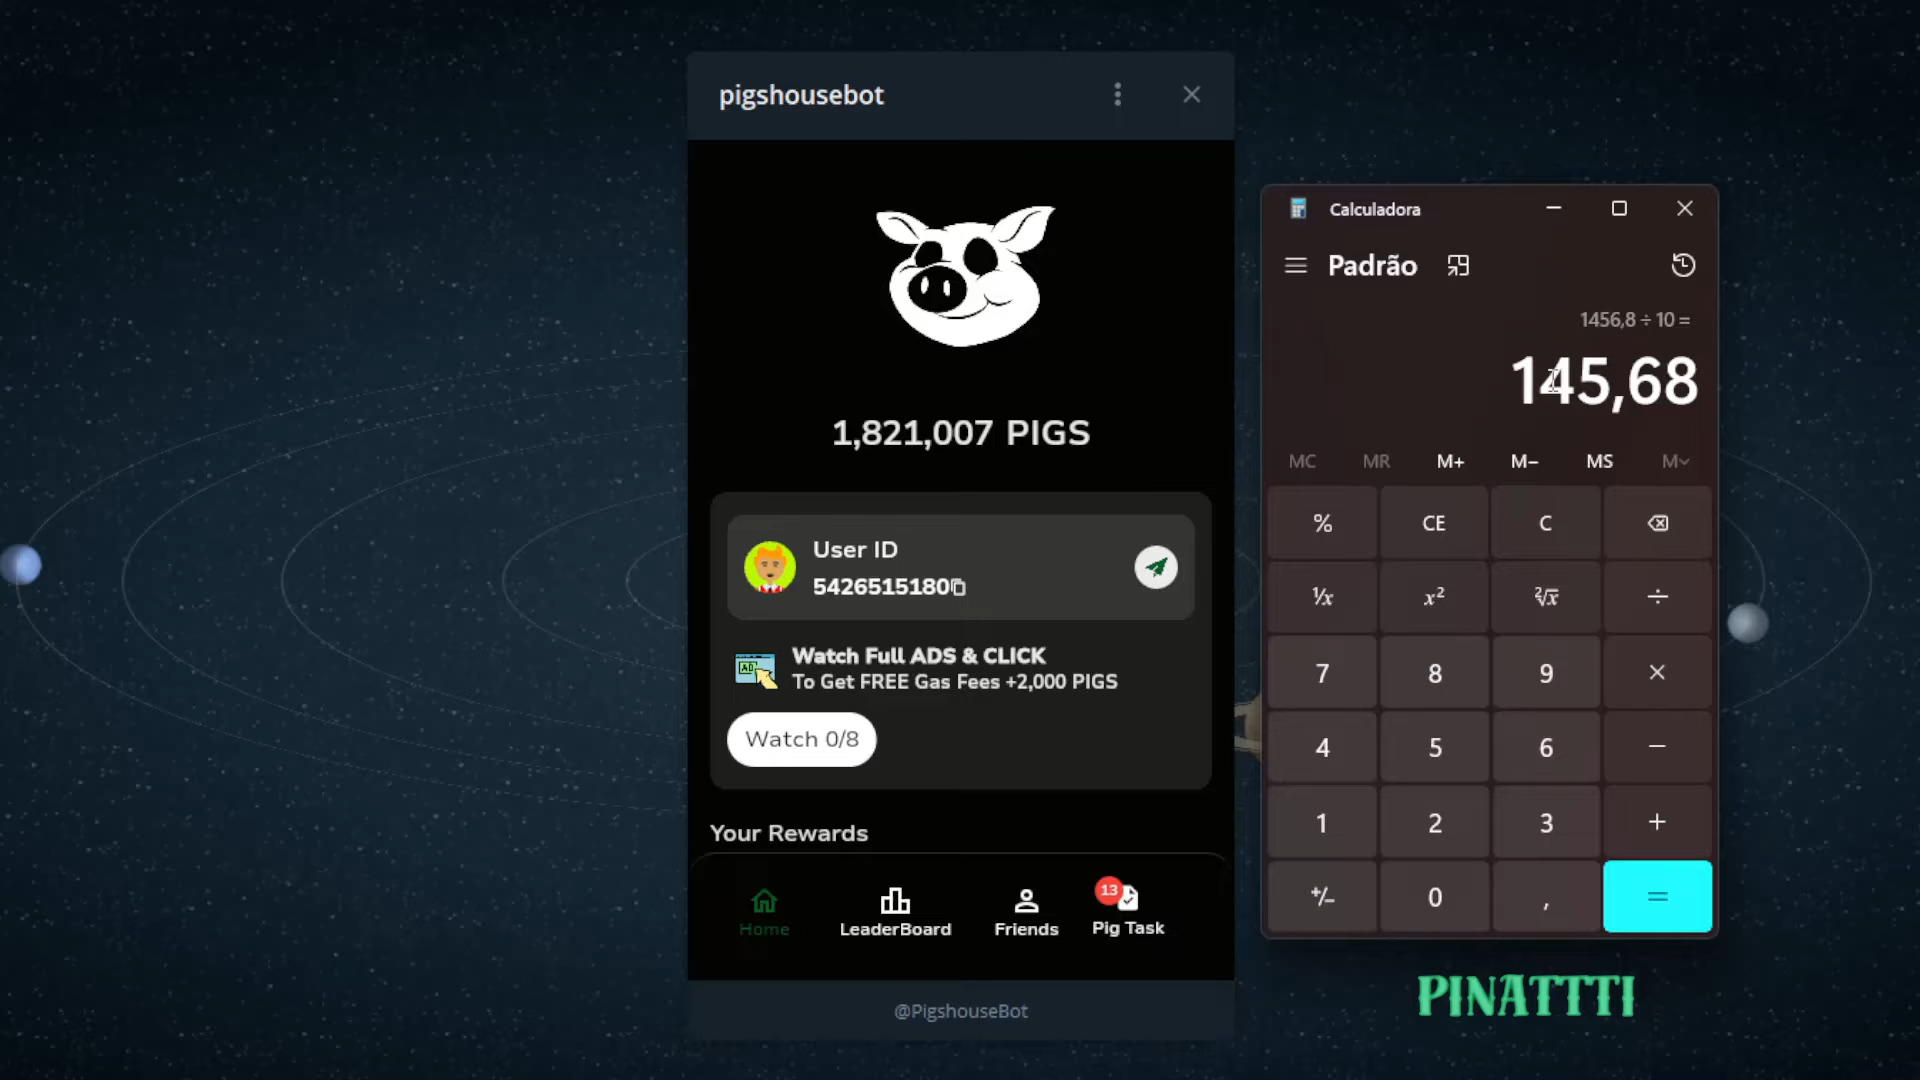 pigshousebot
1,821,007 PIGS
User ID
5426515180
AD
Watch Full ADS & CLICK
To Get FREE Gas Fees +2,000 PIGS
Watch 0/8
Your Rewards
Home
LeaderBoard
Friends
13
Pig Task
@PigshouseBot
Calculadora
Padrão
1456,8 ÷ 10 =
145,68
MC MR M+ M− MS M
% CE C
⅟x x² ²√x ÷
7 8 9 ×
4 5 6 −
1 2 3 +
+/− 0 , =
PINATTTI